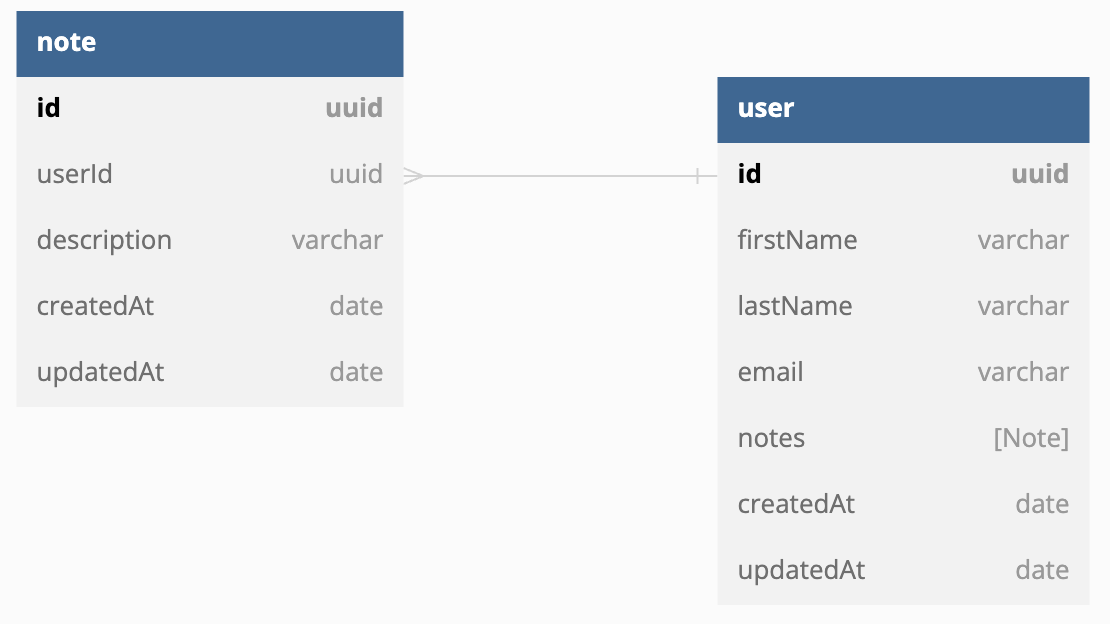 note
id uuid
userId uuid
description varchar
createdAt date
updatedAt date
user
id uuid
firstName varchar
lastName varchar
email varchar
notes [Note]
createdAt date
updatedAt date